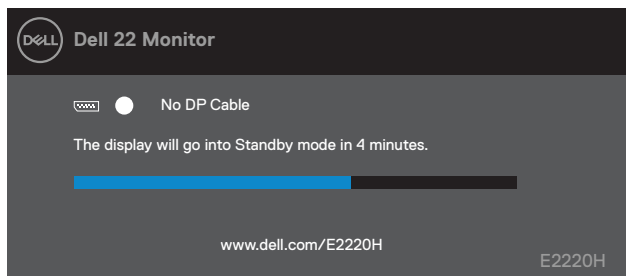 DELL Dell 22 Monitor
No DP Cable
The display will go into Standby mode in 4 minutes.
www.dell.com/E2220H
E2220H